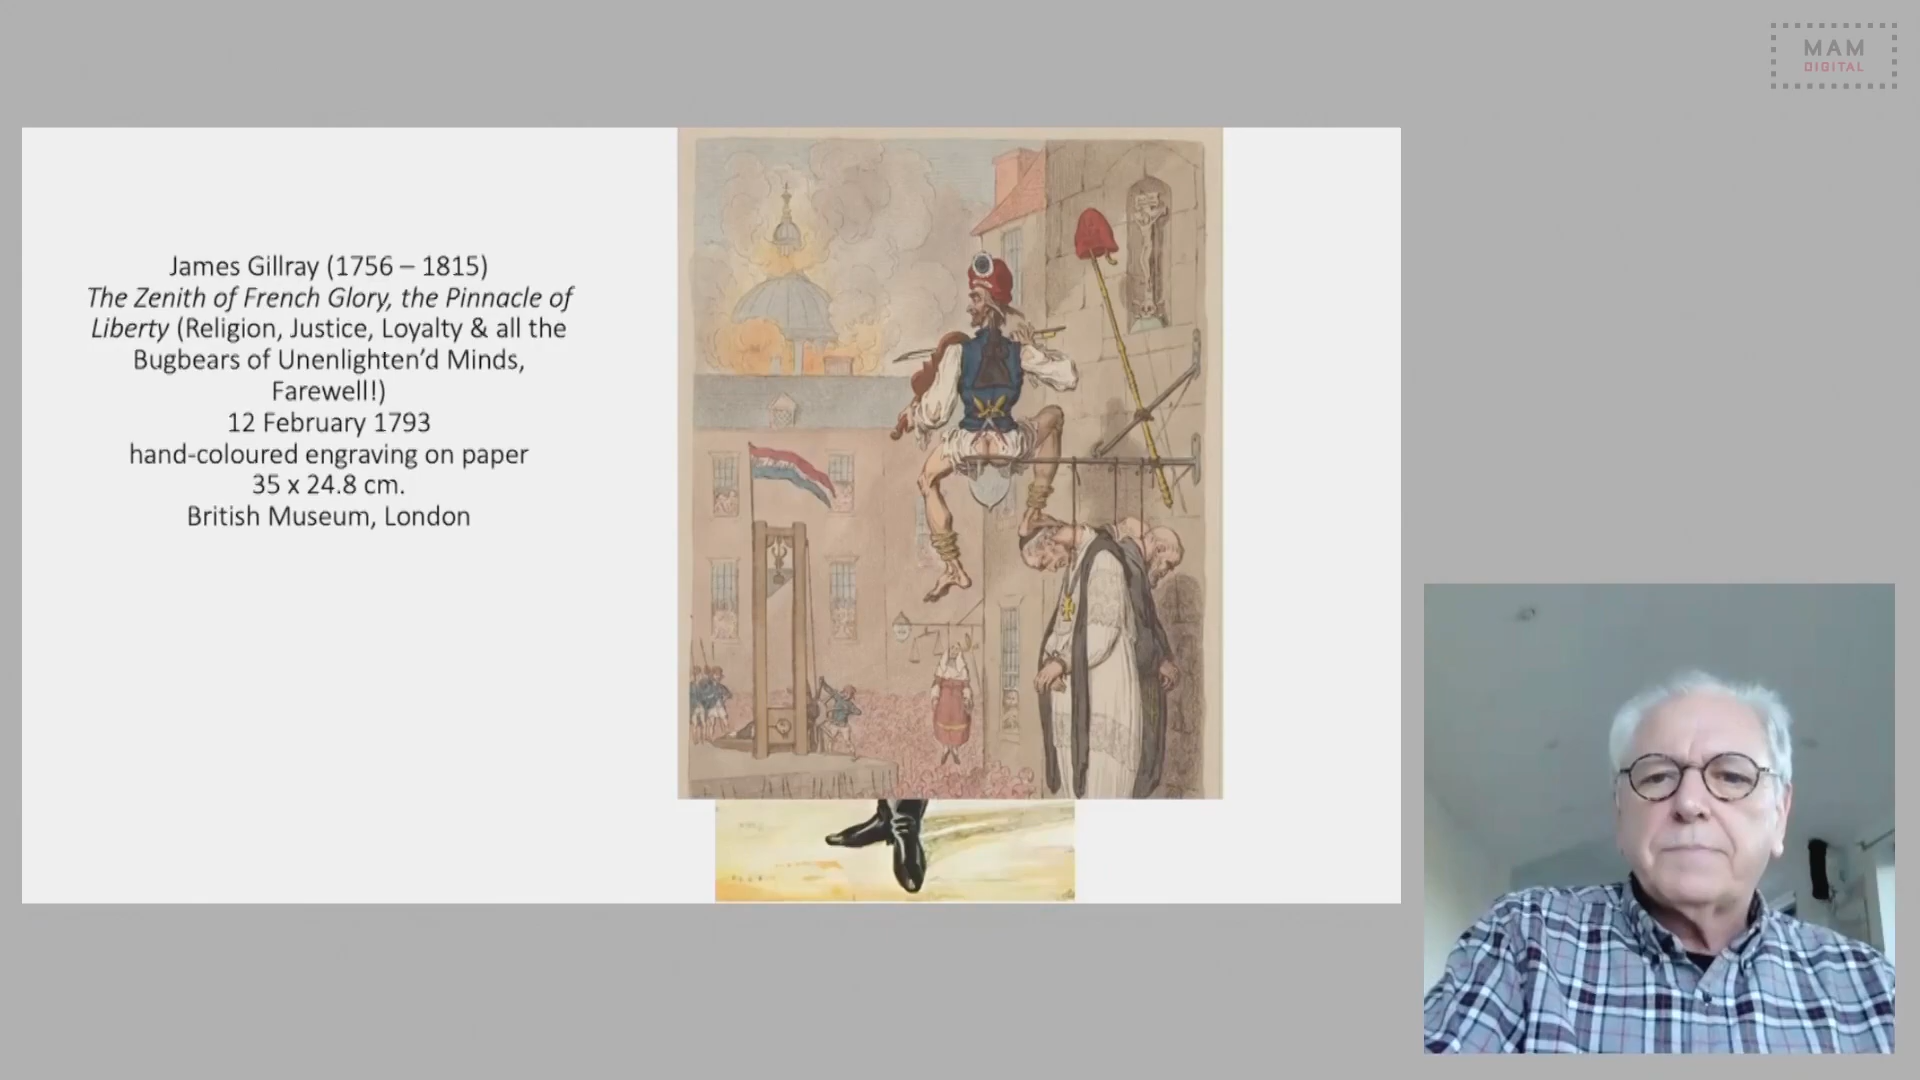 MAM
DIGITAL
James Gillray (1756 – 1815)
The Zenith of French Glory, the Pinnacle of
Liberty (Religion, Justice, Loyalty & all the
Bugbears of Unenlighten’d Minds,
Farewell!)
12 February 1793
hand-coloured engraving on paper
35 x 24.8 cm.
British Museum, London